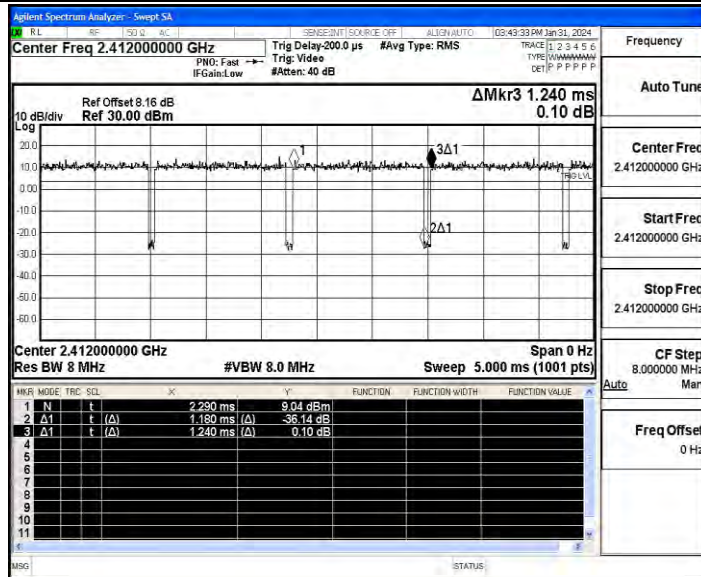 Agilent Spectrum Analyzer - Swept SA
RL RF 50 Ω AC SENSE:INT SOURCE OFF ALIGN AUTO 03:43:33 PM Jan 31, 2024
Center Freq 2.412000000 GHz
PNO: Fast
IFGain:Low
Trig Delay-200.0 µs
Trig: Video
#Atten: 40 dB
#Avg Type: RMS
TRACE 1 2 3 4 5 6
TYPE WWWWWW
DET P P P P P P
Ref Offset 8.16 dB
10 dB/div Ref 30.00 dBm
Log
ΔMkr3 1.240 ms
0.10 dB
20.0
10.0
0.00
-10.0
-20.0
-30.0
-40.0
-50.0
-60.0
1
3Δ1
TRIG LVL
2Δ1
Center 2.412000000 GHz Span 0 Hz
Res BW 8 MHz #VBW 8.0 MHz Sweep 5.000 ms (1001 pts)
MKR MODE TRC SCL X Y FUNCTION FUNCTION WIDTH FUNCTION VALUE
1 N t 2.290 ms 9.04 dBm
2 Δ1 t (Δ) 1.180 ms (Δ) -36.14 dB
3 Δ1 t (Δ) 1.240 ms (Δ) 0.10 dB
4
5
6
7
8
9
10
11
MSG STATUS
Frequency
Auto Tune
Center Freq
2.412000000 GHz
Start Freq
2.412000000 GHz
Stop Freq
2.412000000 GHz
CF Step
8.000000 MHz
Auto Man
Freq Offset
0 Hz